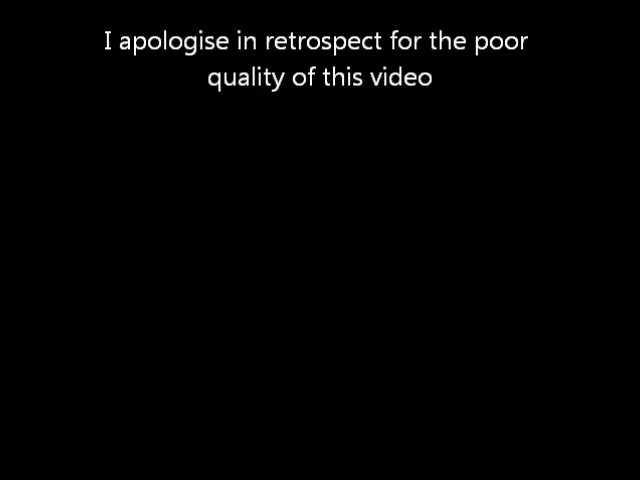 I apologise in retrospect for the poor
quality of this video